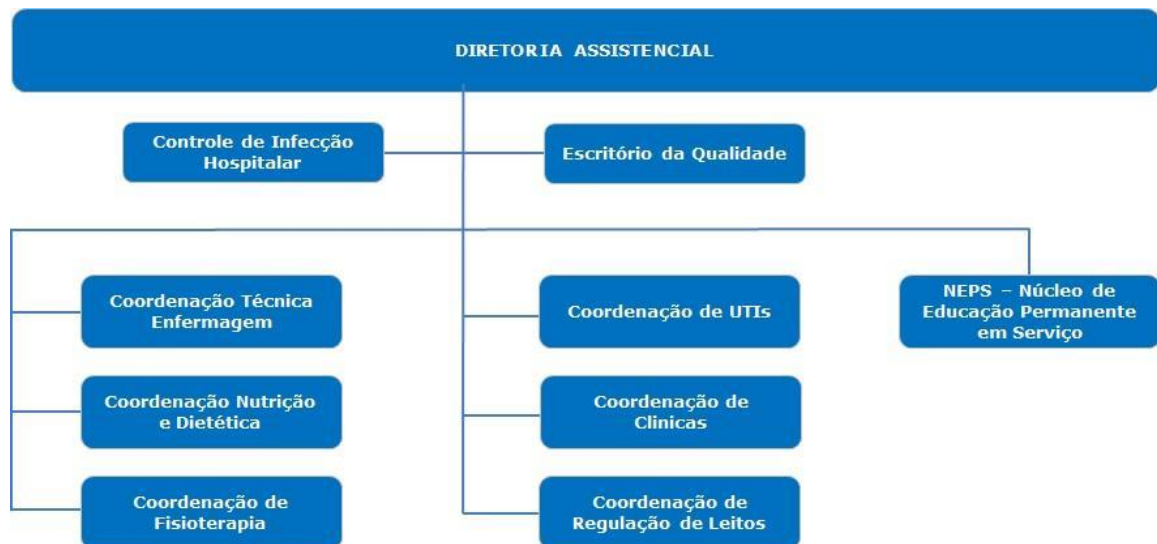 DIRETORIA ASSISTENCIAL
Controle de Infecção
Hospitalar
Escritório da Qualidade
Coordenação Técnica
Enfermagem
Coordenação de UTIs
NEPS – Núcleo de
Educação Permanente
em Serviço
Coordenação Nutrição
e Dietética
Coordenação de
Clinicas
Coordenação de
Fisioterapia
Coordenação de
Regulação de Leitos